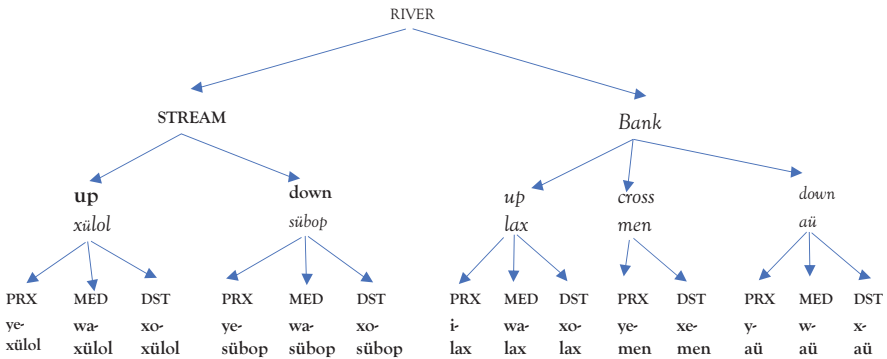 RIVER
STREAM Bank
up down up cross down
xülol sübop lax men aü
PRX MED DST PRX MED DST PRX MED DST PRX DST PRX MED DST
ye- wa- xo- ye- wa- xo- i- wa- xo- ye- xe- y- w- x-
xülol xülol xülol sübop sübop sübop lax lax lax men men aü aü aü